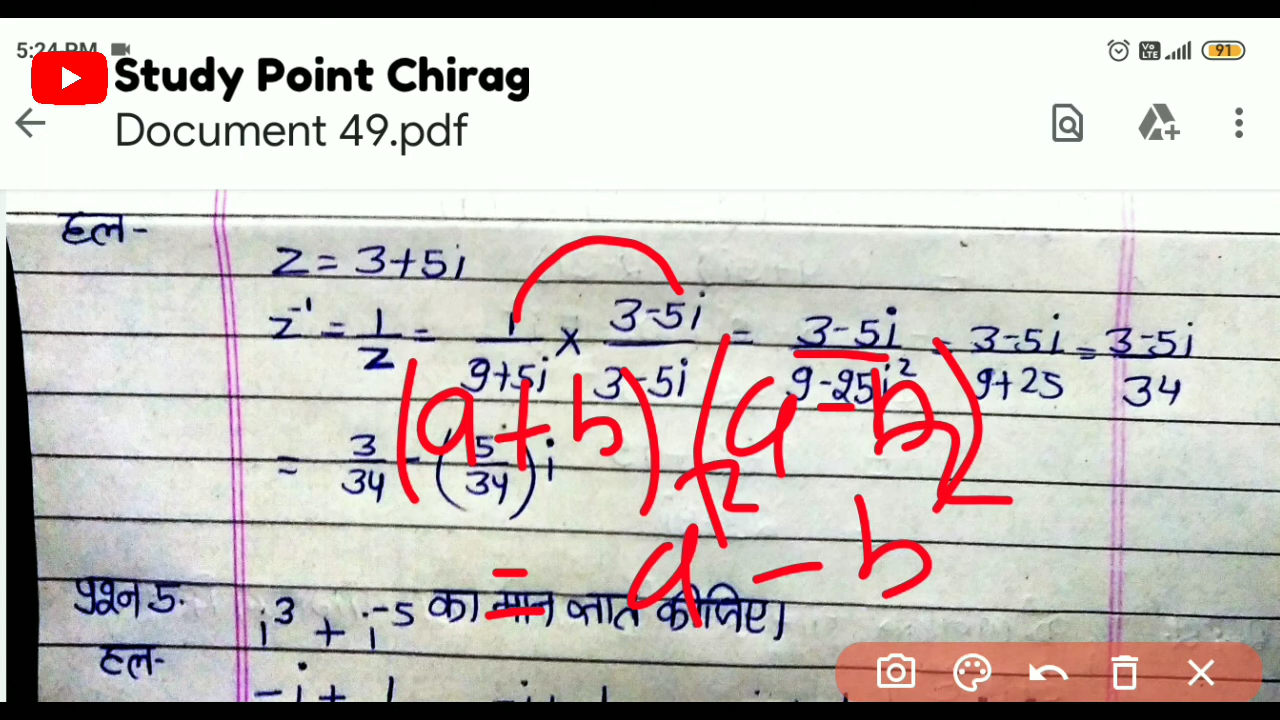 5:24 PM
91
Study Point Chirag
Document 49.pdf
हल-
z = 3+5i
z⁻¹ = 1/z = 1/9+5i × 3-5i/3-5i = 3-5i/9-25i² = 3-5i/9+25 = 3-5i/34
= 3/34 - (5/34)i
(a+b)(a-b)
= a² - b²
प्रश्न 5. i³ + i⁻⁵ का मान ज्ञात कीजिए।
हल-